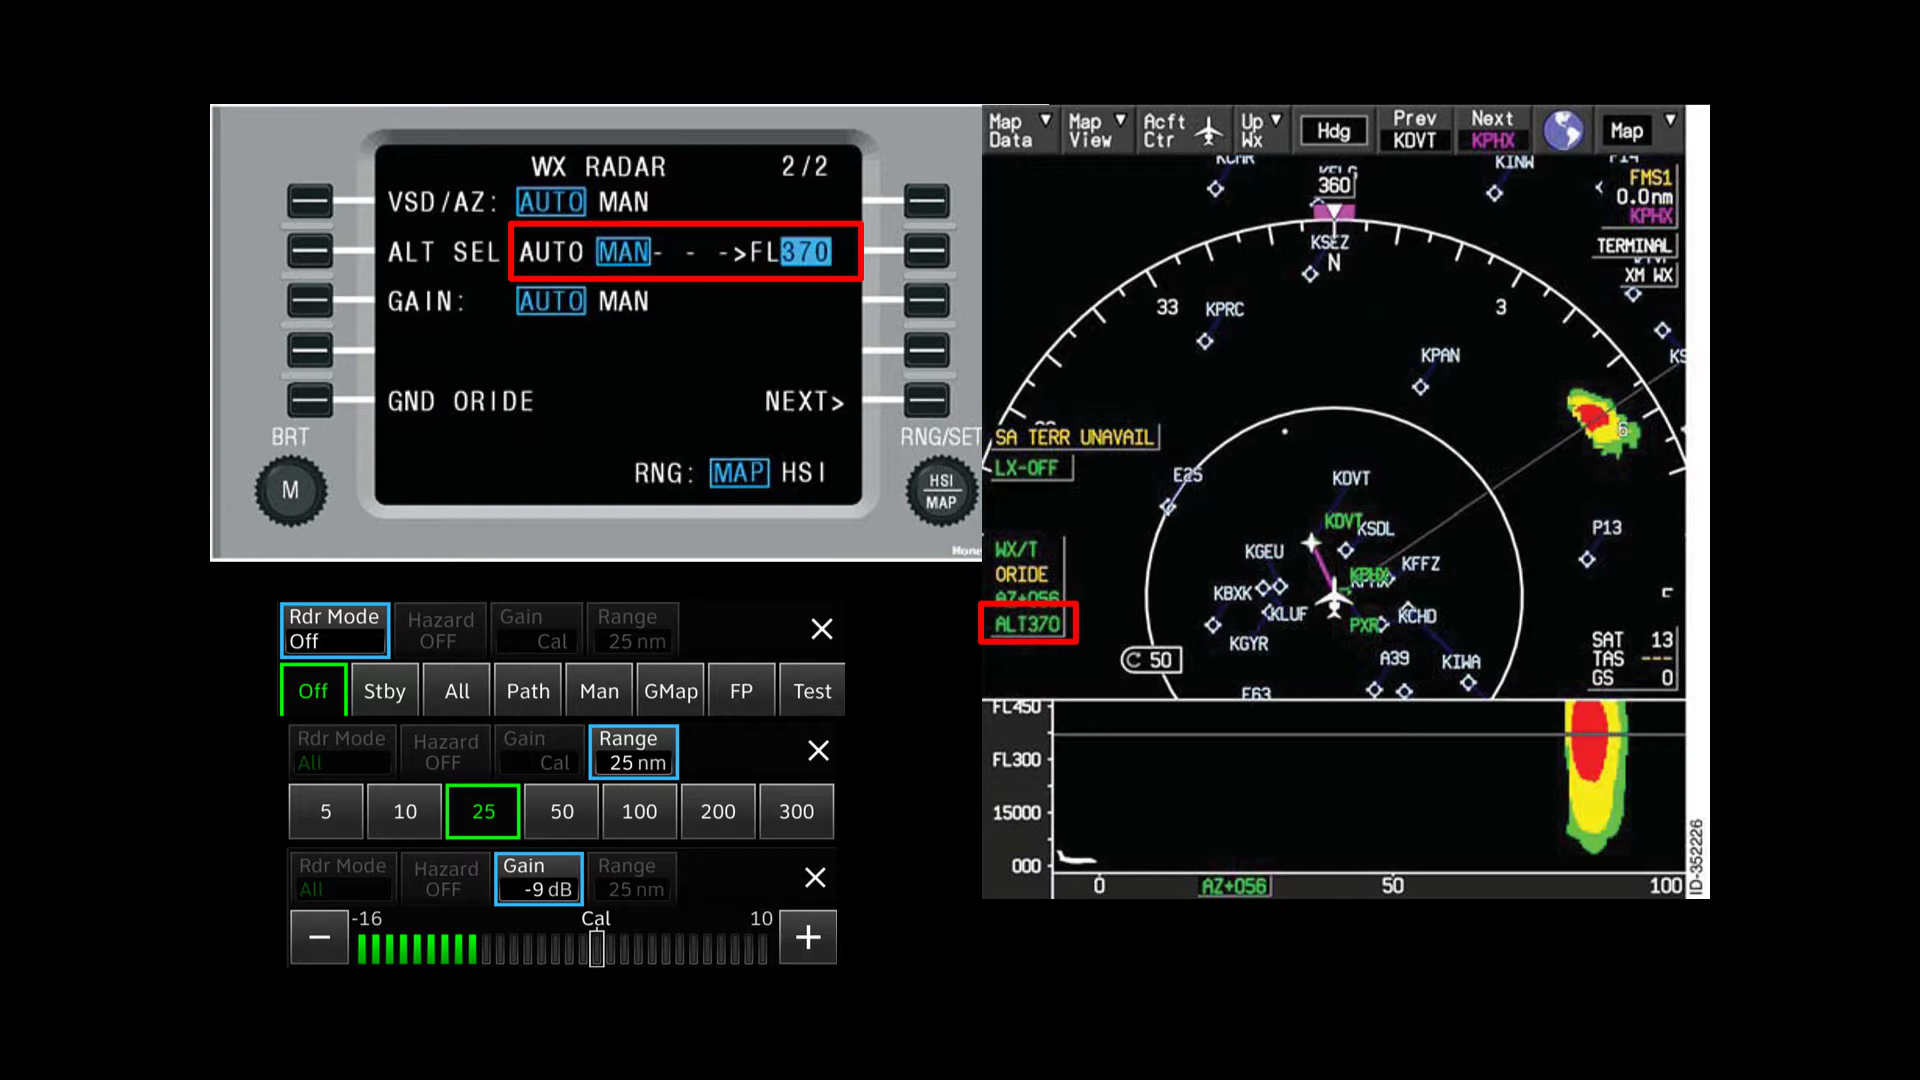 WX RADAR 2/2
VSD/AZ: AUTO MAN
ALT SEL AUTO MAN- - ->FL370
GAIN: AUTO MAN
GND ORIDE NEXT>
BRT
RNG/SET
RNG: MAP HSI
M
HSI
MAP
Rdr Mode Hazard Gain Range
Off OFF Cal 25 nm
Off Stby All Path Man GMap FP Test
Rdr Mode Hazard Gain Range
All OFF Cal 25 nm
5 10 25 50 100 200 300
Rdr Mode Hazard Gain Range
All OFF -9 dB 25 nm
-16 Cal 10
Map Data
Map View
Acft Ctr
Up Wx
Hdg
Prev KDVT
Next KPHX
Map
KINW
360
FMS1
0.0nm
KPHX
TERMINAL
XM WX
KSEZ
N
33
3
KPRC
KPAN
6
SA TERR UNAVAIL
LX-OFF
E25
KDVT
KDVT
KSDL
P13
WX/T
ORIDE
AZ+056
ALT370
KGEU
KFFZ
KPHX
KBXK
KLUF
KCHD
PXR
KGYR
50
A39
KIWA
E63
SAT 13
TAS ---
GS 0
FL450
FL300
15000
000
0 AZ+056 50 100
ID-352226